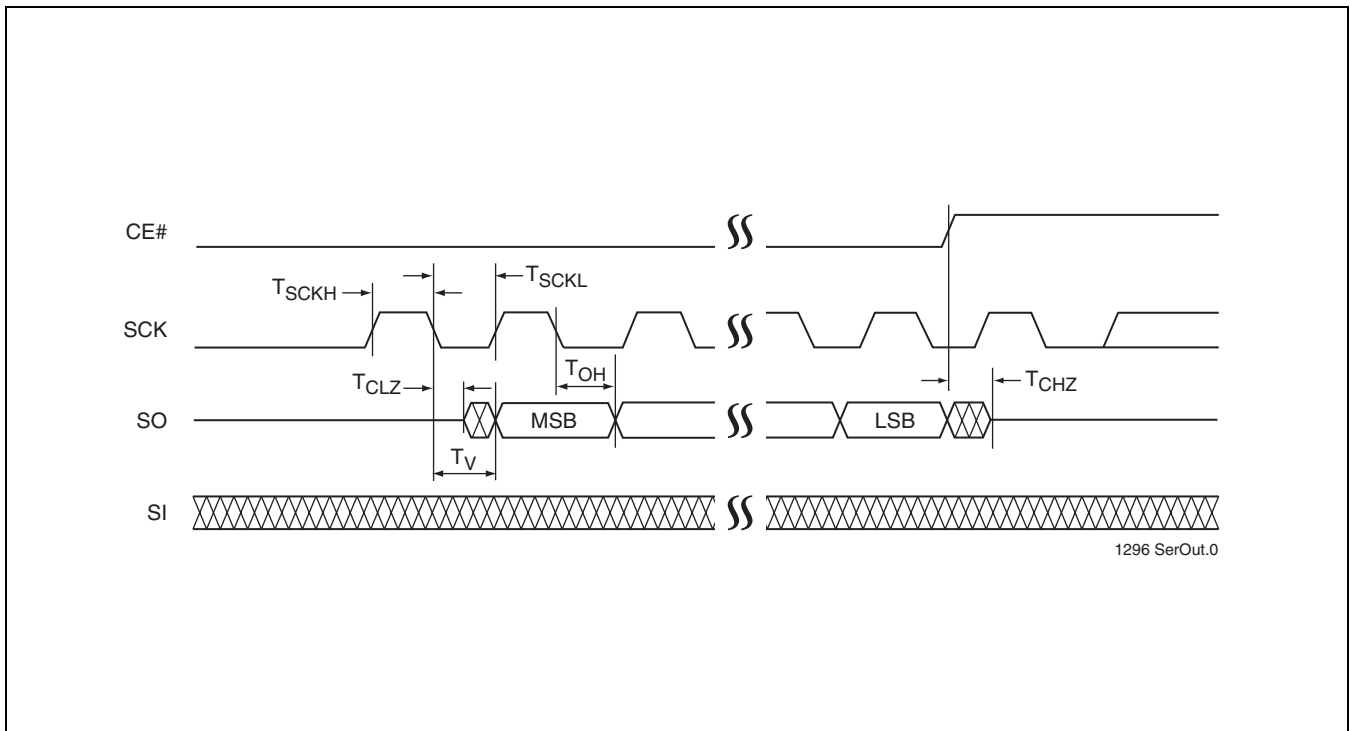 CE#
TSCKH
TSCKL
SCK
TCLZ
TOH
TCHZ
SO
MSB
LSB
TV
SI
1296 SerOut.0